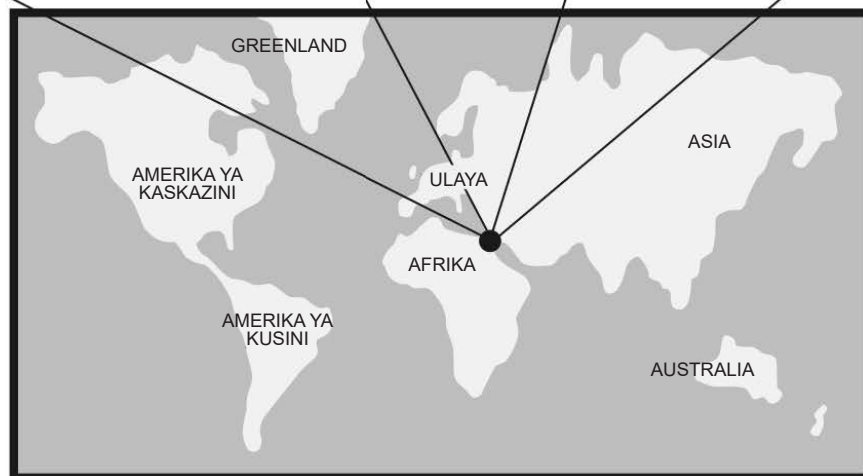 GREENLAND
ASIA
AMERIKA YA
KASKAZINI
ULAYA
AFRIKA
AMERIKA YA
KUSINI
AUSTRALIA